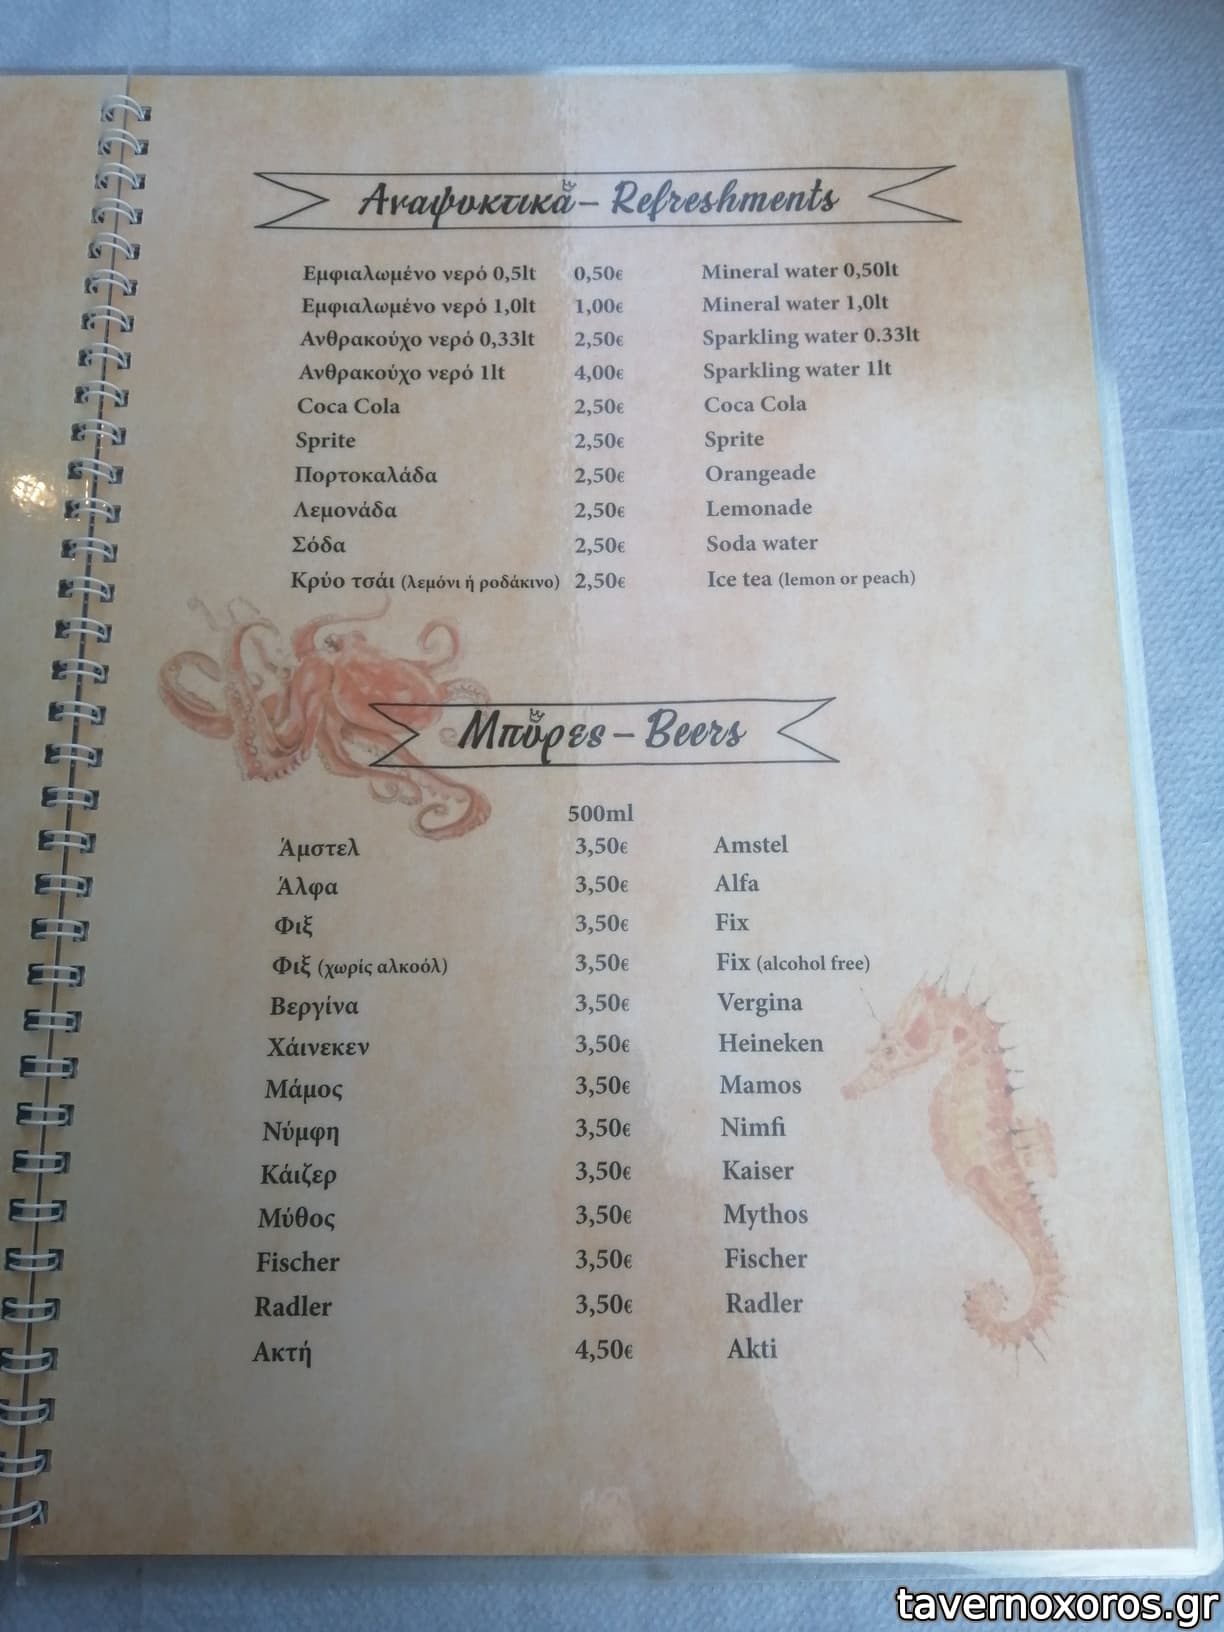 Αναψυκτικά – Refreshments
Εμφιαλωμένο νερό 0,5lt 0,50€ Mineral water 0,50lt
Εμφιαλωμένο νερό 1,0lt 1,00€ Mineral water 1,0lt
Ανθρακούχο νερό 0,33lt 2,50€ Sparkling water 0.33lt
Ανθρακούχο νερό 1lt 4,00€ Sparkling water 1lt
Coca Cola 2,50€ Coca Cola
Sprite 2,50€ Sprite
Πορτοκαλάδα 2,50€ Orangeade
Λεμονάδα 2,50€ Lemonade
Σόδα 2,50€ Soda water
Κρύο τσάι (λεμόνι ή ροδάκινο) 2,50€ Ice tea (lemon or peach)
Μπύρες – Beers
500ml
Άμστελ 3,50€ Amstel
Άλφα 3,50€ Alfa
Φιξ 3,50€ Fix
Φιξ (χωρίς αλκοόλ) 3,50€ Fix (alcohol free)
Βεργίνα 3,50€ Vergina
Χάινεκεν 3,50€ Heineken
Μάμος 3,50€ Mamos
Νύμφη 3,50€ Nimfi
Κάιζερ 3,50€ Kaiser
Μύθος 3,50€ Mythos
Fischer 3,50€ Fischer
Radler 3,50€ Radler
Ακτή 4,50€ Akti
tavernoxoros.gr